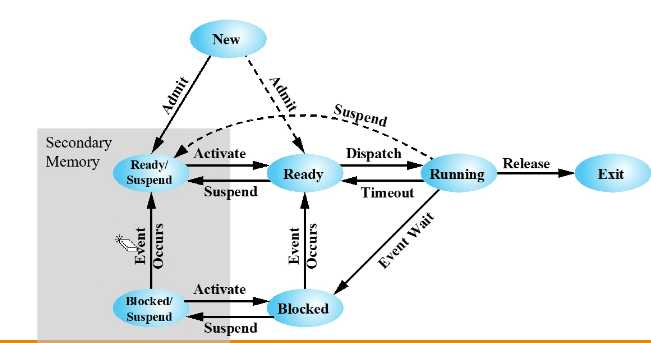 New
Admit
Admit
Suspend
Secondary
Memory
Ready/
Suspend
Activate
Suspend
Ready
Dispatch
Timeout
Running
Release
Exit
Event
Occurs
Event
Occurs
Event Wait
Blocked/
Suspend
Activate
Suspend
Blocked